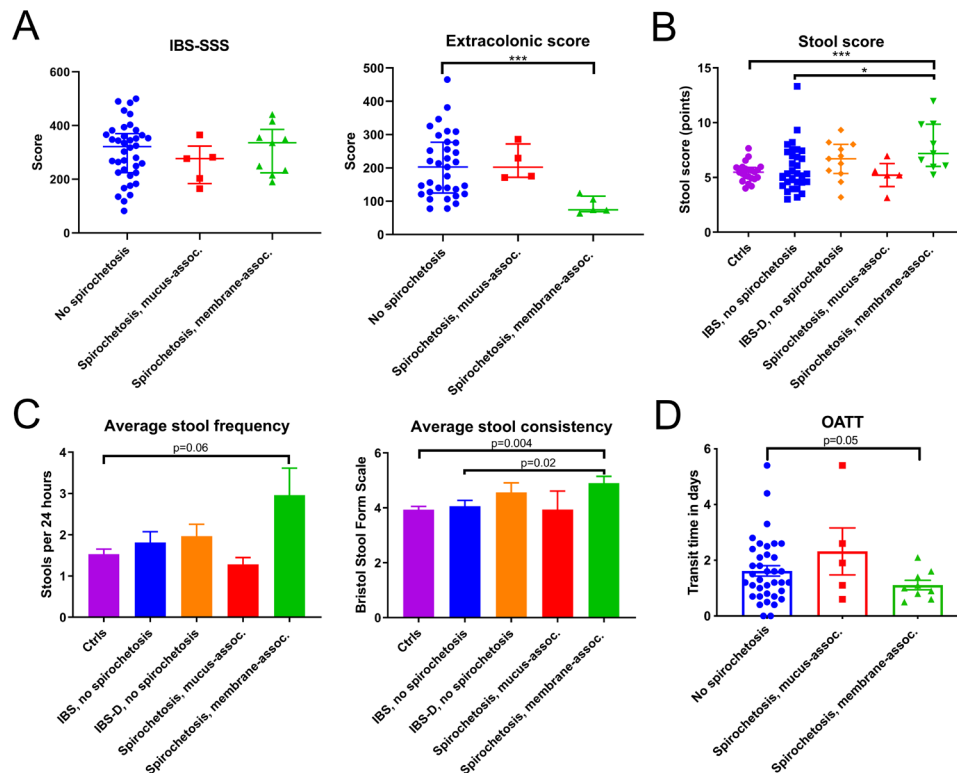 A
IBS-SSS
Score
600
400
200
0
No spirochetosis
Spirochetosis, mucus-assoc.
Spirochetosis, membrane-assoc.
Extracolonic score
***
Score
500
400
300
200
100
0
No spirochetosis
Spirochetosis, mucus-assoc.
Spirochetosis, membrane-assoc.
B
Stool score
***
*
Stool score (points)
15
10
5
0
Ctrls
IBS, no spirochetosis
IBS-D, no spirochetosis
Spirochetosis, mucus-assoc.
Spirochetosis, membrane-assoc.
C
Average stool frequency
p=0.06
Stools per 24 hours
4
3
2
1
0
Ctrls
IBS, no spirochetosis
IBS-D, no spirochetosis
Spirochetosis, mucus-assoc.
Spirochetosis, membrane-assoc.
Average stool consistency
p=0.004
p=0.02
Bristol Stool Form Scale
6
4
2
0
Ctrls
IBS, no spirochetosis
IBS-D, no spirochetosis
Spirochetosis, mucus-assoc.
Spirochetosis, membrane-assoc.
D
OATT
p=0.05
Transit time in days
6
4
2
0
No spirochetosis
Spirochetosis, mucus-assoc.
Spirochetosis, membrane-assoc.